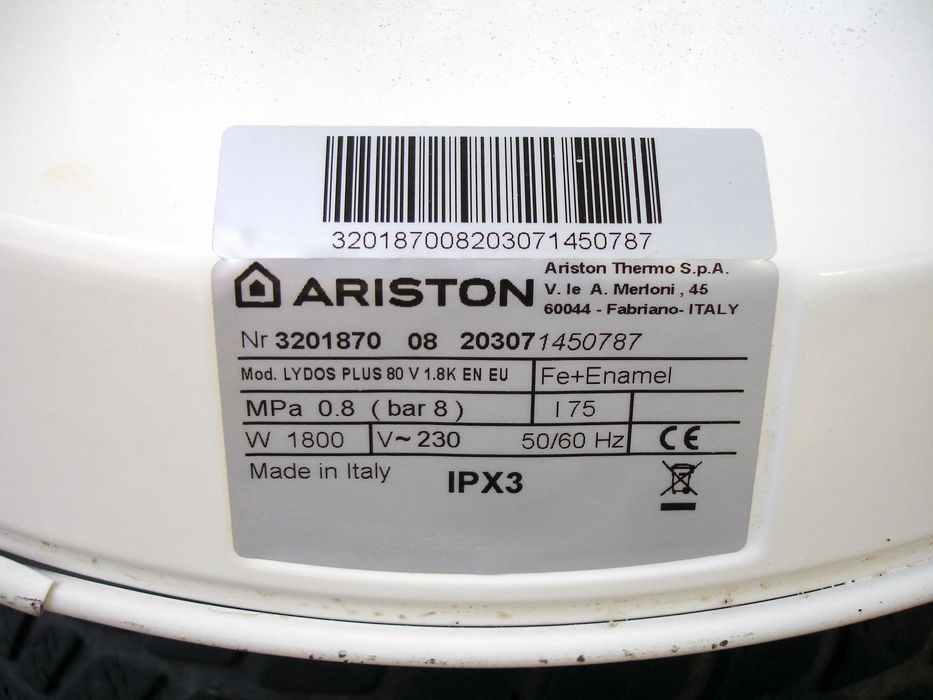 320187008203071450787
ARISTON
Ariston Thermo S.p.A.
V. le A. Merloni , 45
60044 - Fabriano- ITALY
Nr 3201870 08 203071450787
Mod. LYDOS PLUS 80 V 1.8K EN EU
Fe+Enamel
MPa 0.8 ( bar 8 )
l 75
W 1800
V~ 230 50/60 Hz
CE
Made in Italy
IPX3